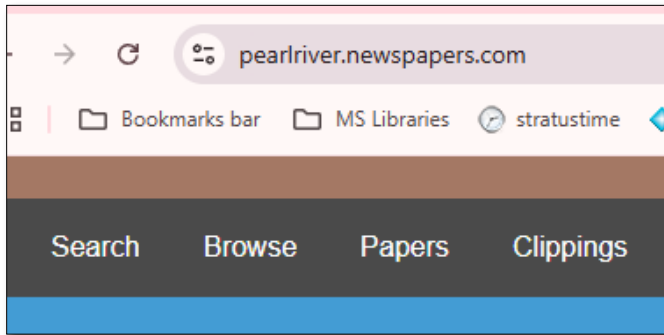 pearlriver.newspapers.com
Bookmarks bar MS Libraries stratustime
Search Browse Papers Clippings